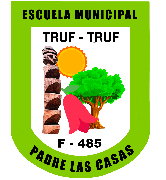 ESCUELA MUNICIPAL
TRUF - TRUF
F - 485
PADRE LAS CASAS